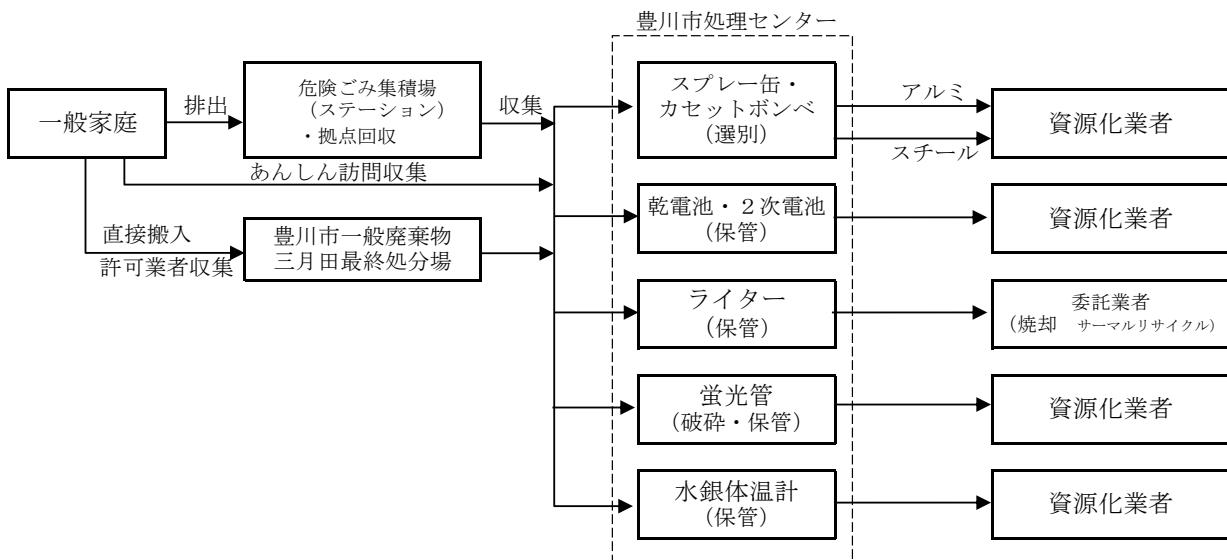 豊川市処理センター
一般家庭
排出
危険ごみ集積場
（ステーション）
・拠点回収
収集
あんしん訪問収集
直接搬入
許可業者収集
豊川市一般廃棄物
三月田最終処分場
スプレー缶・
カセットボンベ
（選別）
アルミ
スチール
資源化業者
乾電池・２次電池
（保管）
資源化業者
ライター
（保管）
委託業者
（焼却　サーマルリサイクル）
蛍光管
（破砕・保管）
資源化業者
水銀体温計
（保管）
資源化業者